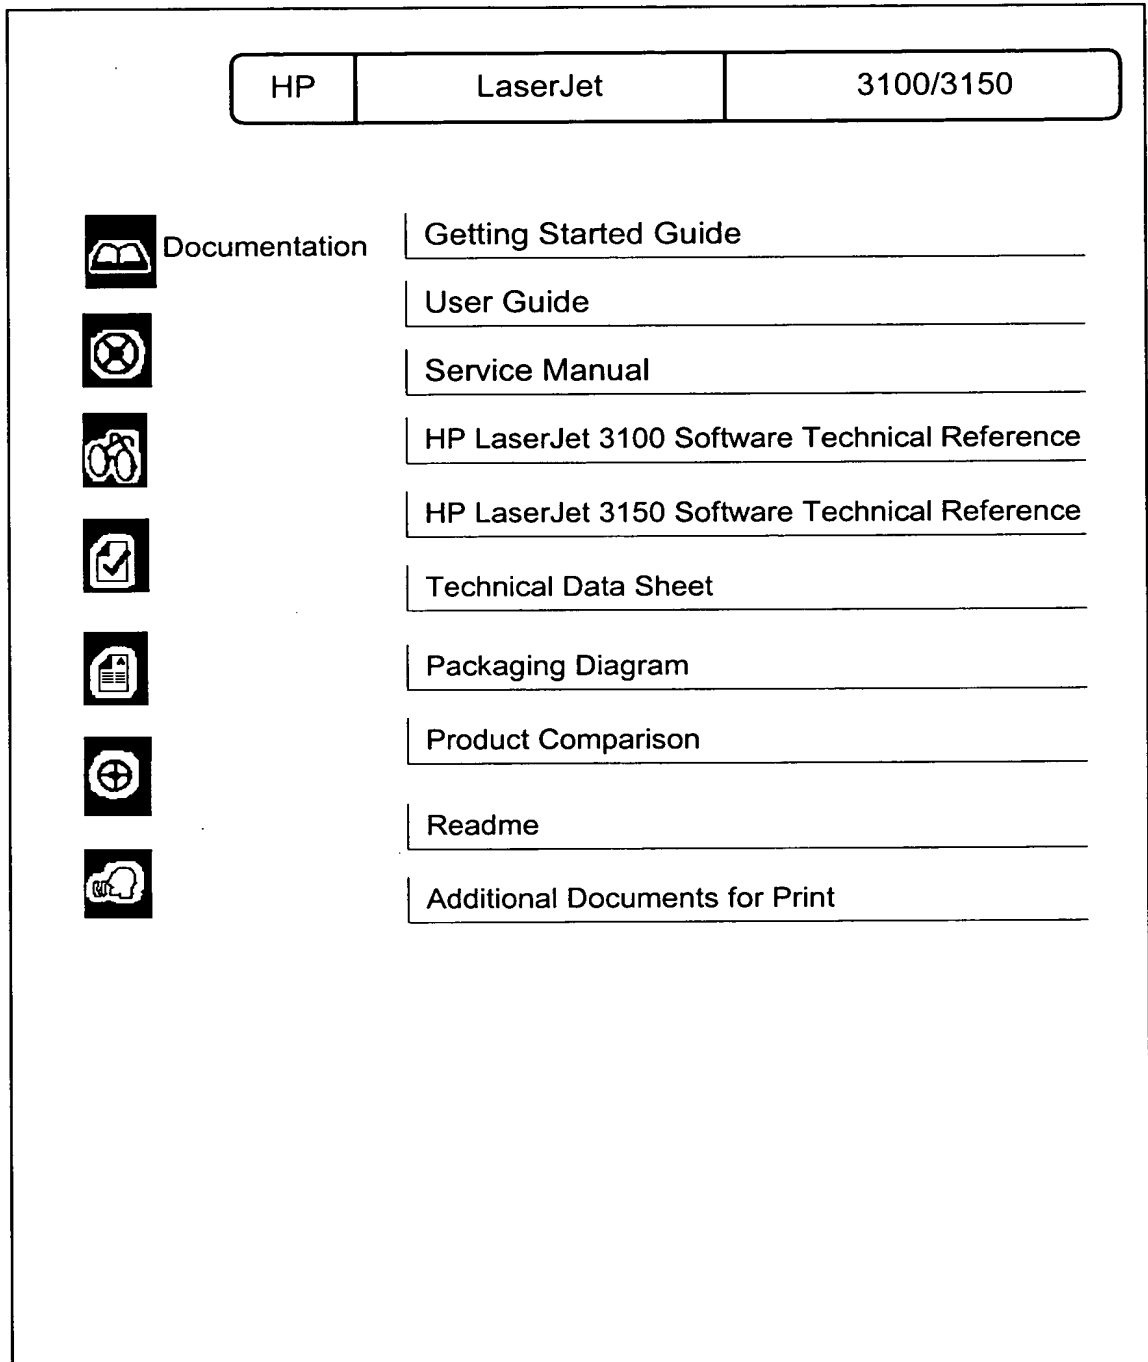 HP LaserJet 3100/3150
Documentation
Getting Started Guide
User Guide
Service Manual
HP LaserJet 3100 Software Technical Reference
HP LaserJet 3150 Software Technical Reference
Technical Data Sheet
Packaging Diagram
Product Comparison
Readme
Additional Documents for Print